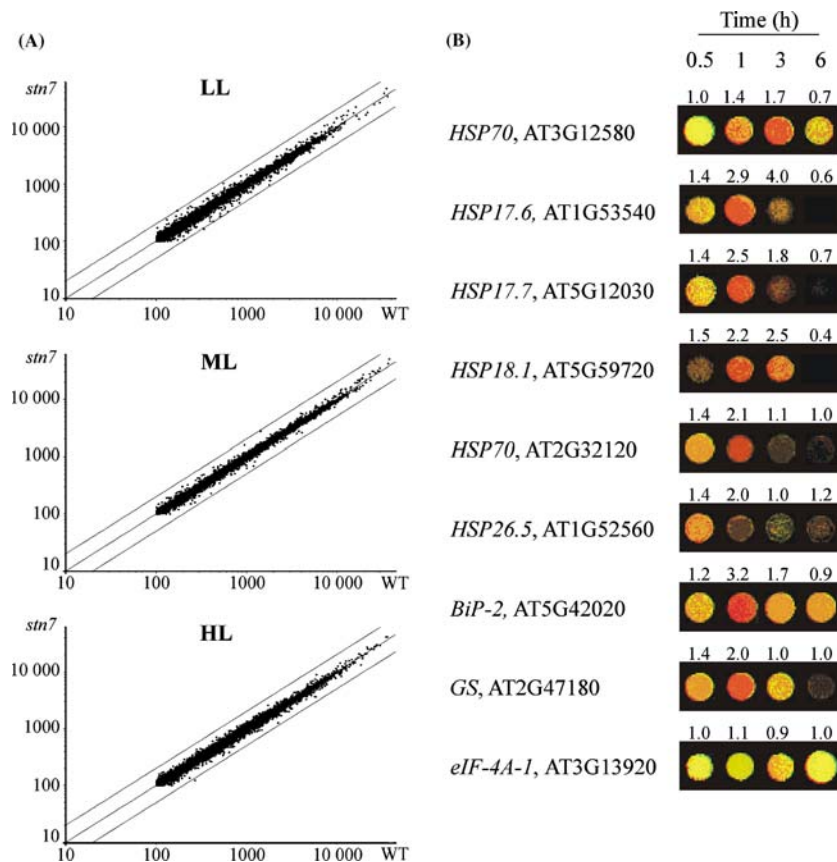 (A)
stn7
LL
10 000
1000
100
10
10 100 1000 10 000 WT
stn7
ML
10 000
1000
100
10
10 100 1000 10 000 WT
stn7
HL
10 000
1000
100
10
10 100 1000 10 000 WT
(B)
Time (h)
0.5 1 3 6
1.0 1.4 1.7 0.7
HSP70, AT3G12580
1.4 2.9 4.0 0.6
HSP17.6, AT1G53540
1.4 2.5 1.8 0.7
HSP17.7, AT5G12030
1.5 2.2 2.5 0.4
HSP18.1, AT5G59720
1.4 2.1 1.1 1.0
HSP70, AT2G32120
1.4 2.0 1.0 1.2
HSP26.5, AT1G52560
1.2 3.2 1.7 0.9
BiP-2, AT5G42020
1.4 2.0 1.0 1.0
GS, AT2G47180
1.0 1.1 0.9 1.0
eIF-4A-1, AT3G13920